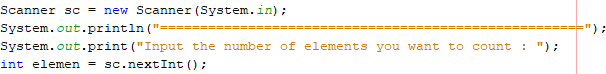 Scanner sc = new Scanner(System.in);
System.out.println("=====================================================");
System.out.print("Input the number of elements you want to count : ");
int elemen = sc.nextInt();